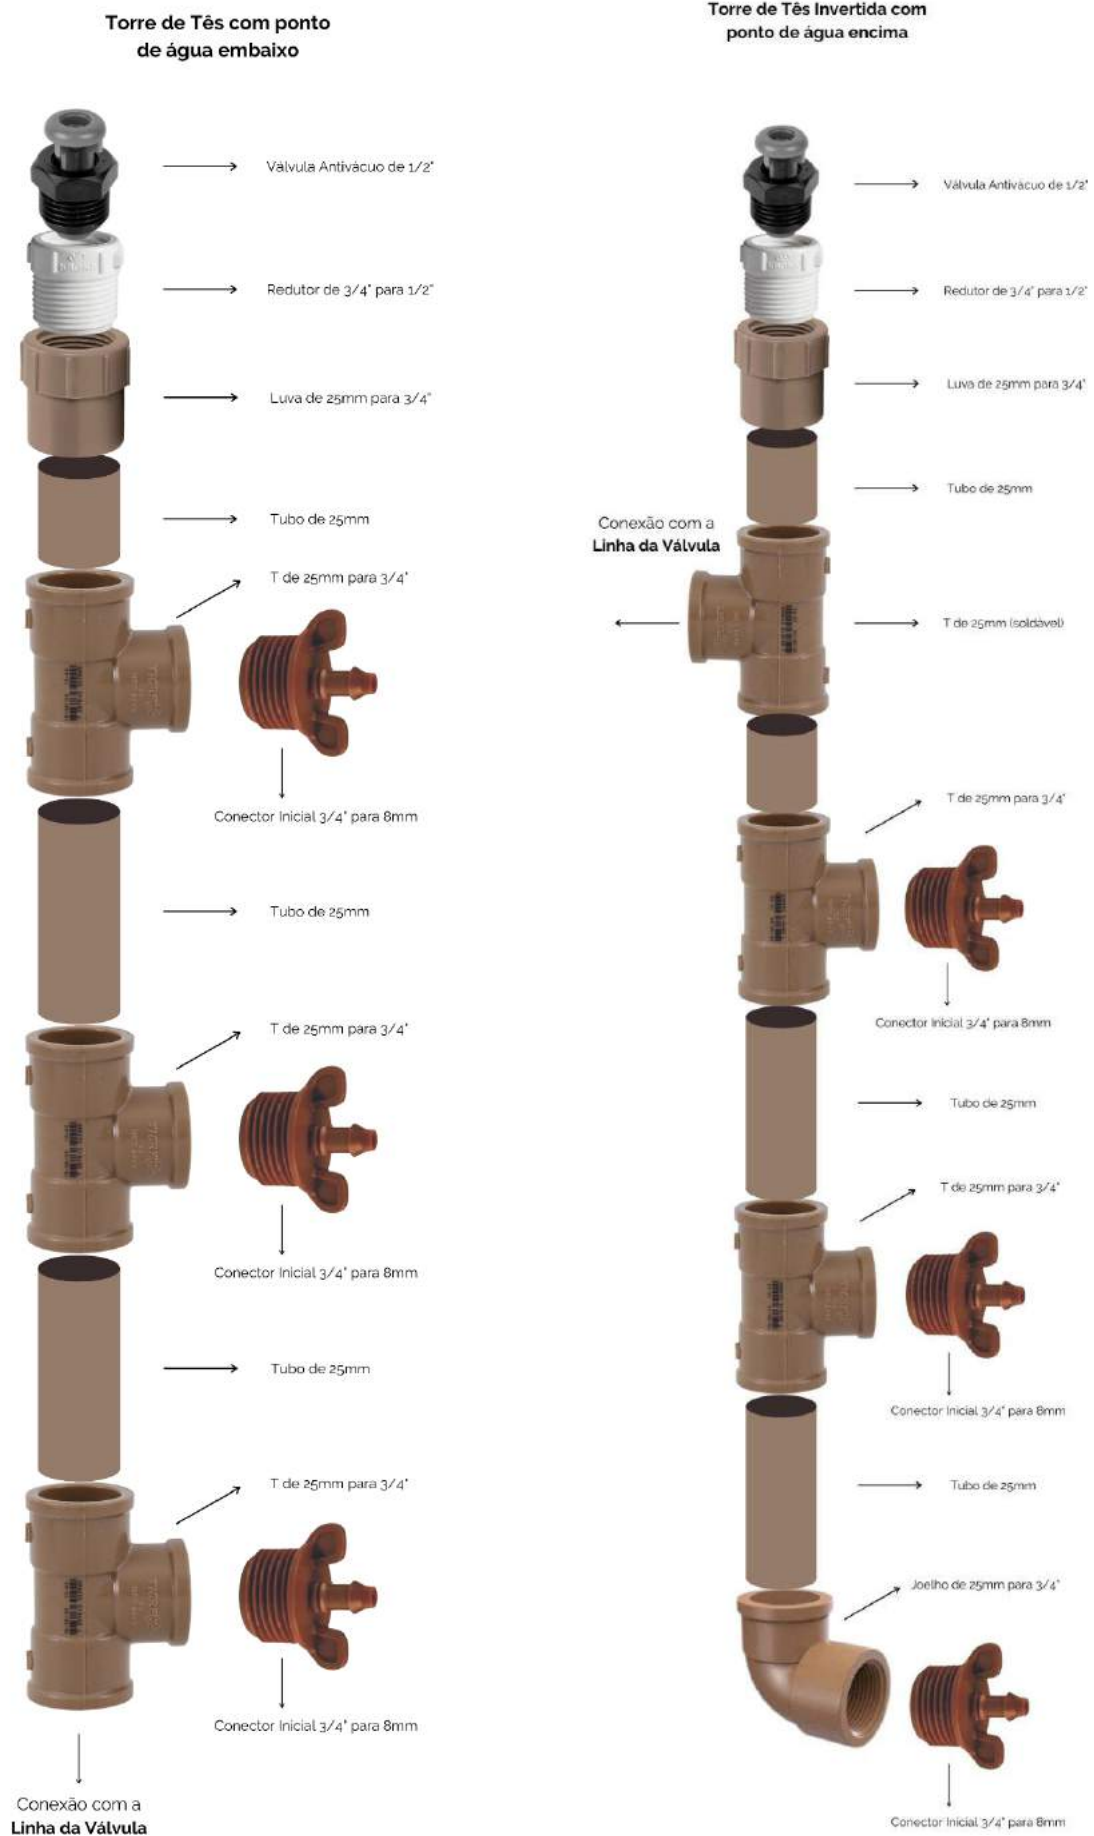 Torre de Tês com ponto
de água embaixo
Válvula Antivácuo de 1/2"
Redutor de 3/4" para 1/2"
Luva de 25mm para 3/4"
Tubo de 25mm
T de 25mm para 3/4"
Conector Inicial 3/4" para 8mm
Tubo de 25mm
T de 25mm para 3/4"
Conector Inicial 3/4" para 8mm
Tubo de 25mm
T de 25mm para 3/4"
Conector Inicial 3/4" para 8mm
Conexão com a
Linha da Válvula
Torre de Tês Invertida com
ponto de água encima
Válvula Antivácuo de 1/2"
Redutor de 3/4" para 1/2"
Luva de 25mm para 3/4"
Tubo de 25mm
Conexão com a
Linha da Válvula
T de 25mm (soldável)
T de 25mm para 3/4"
Conector Inicial 3/4" para 8mm
Tubo de 25mm
T de 25mm para 3/4"
Conector Inicial 3/4" para 8mm
Tubo de 25mm
Joelho de 25mm para 3/4"
Conector Inicial 3/4" para 8mm